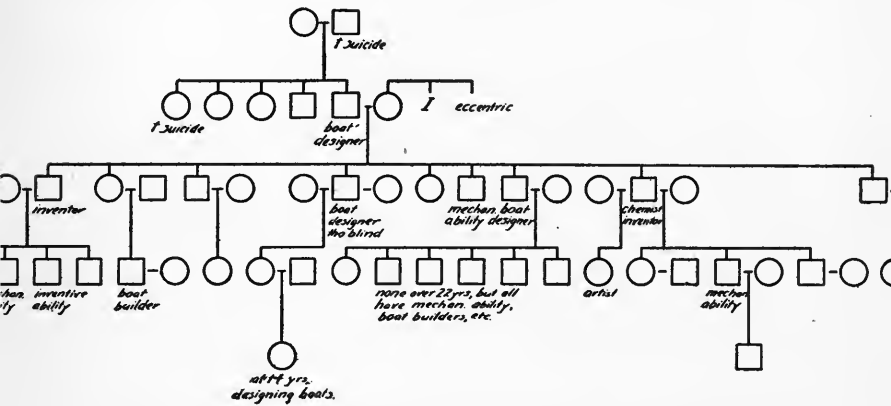 † suicide
† suicide
boat
designer
I eccentric
inventor
boat
designer
tho blind
mechan. boat
ability designer
chemist
inventor
inventive
ability
boat
builder
none over 22 yrs, but all
have mechan. ability,
boat builders, etc.
artist
mechan.
ability
yrs,
designing boats.